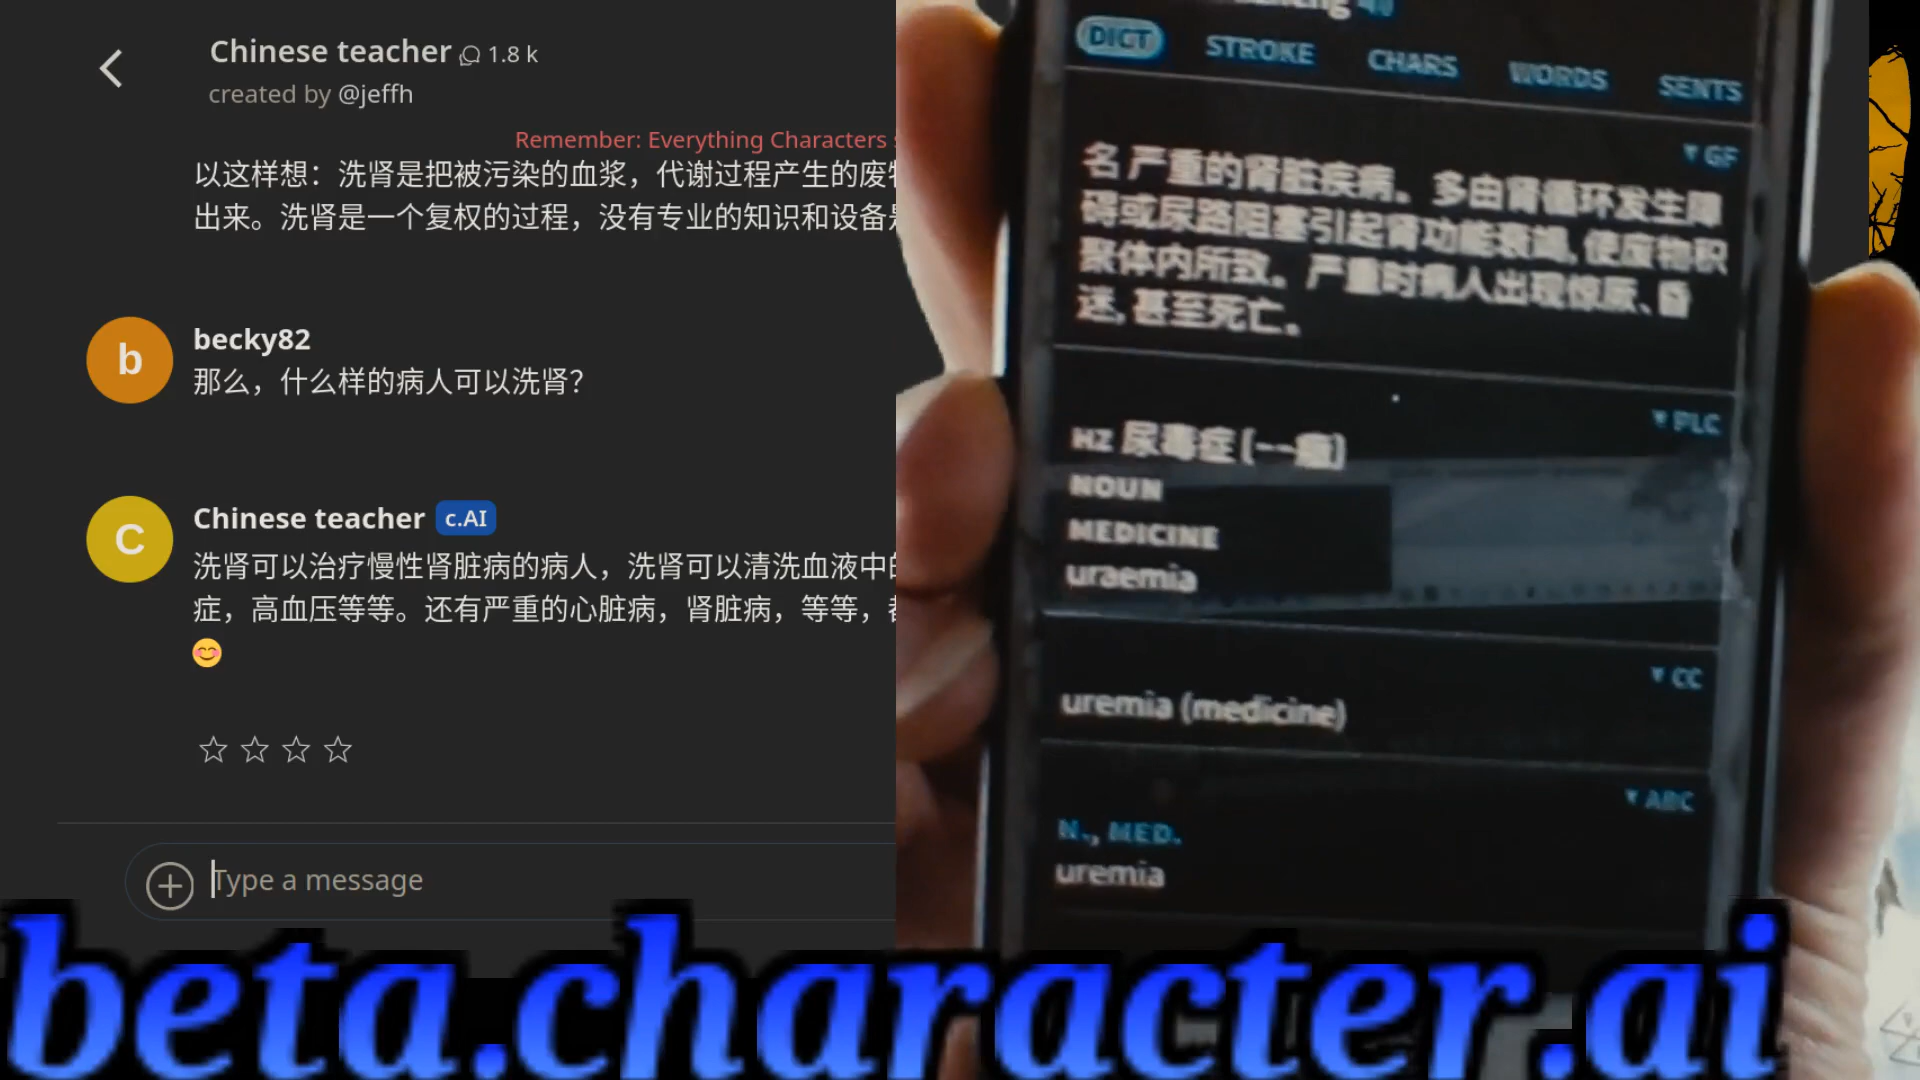 Chinese teacher 1.8 k
created by @jeffh
Remember: Everything Characters
以这样想：洗肾是把被污染的血浆，代谢过程产生的废
出来。洗肾是一个复权的过程，没有专业的知识和设备
becky82
那么，什么样的病人可以洗肾？
C
Chinese teacher c.AI
洗肾可以治疗慢性肾脏病的病人，洗肾可以清洗血液中
症，高血压等等。还有严重的心脏病，肾脏病，等等，
b
Type a message
beta.character.ai
DICT STROKE CHARS WORDS SENTS
GF
名 严重的肾脏疾病。多由肾循环发生障
碍或尿路阻塞引起肾功能衰竭，使废物积
聚体内所致。严重时病人出现惊厥、昏
迷，甚至死亡。
PLC
HZ 尿毒症 (--癥)
NOUN
MEDICINE
uraemia
CC
uremia (medicine)
ABC
N., MED.
uremia